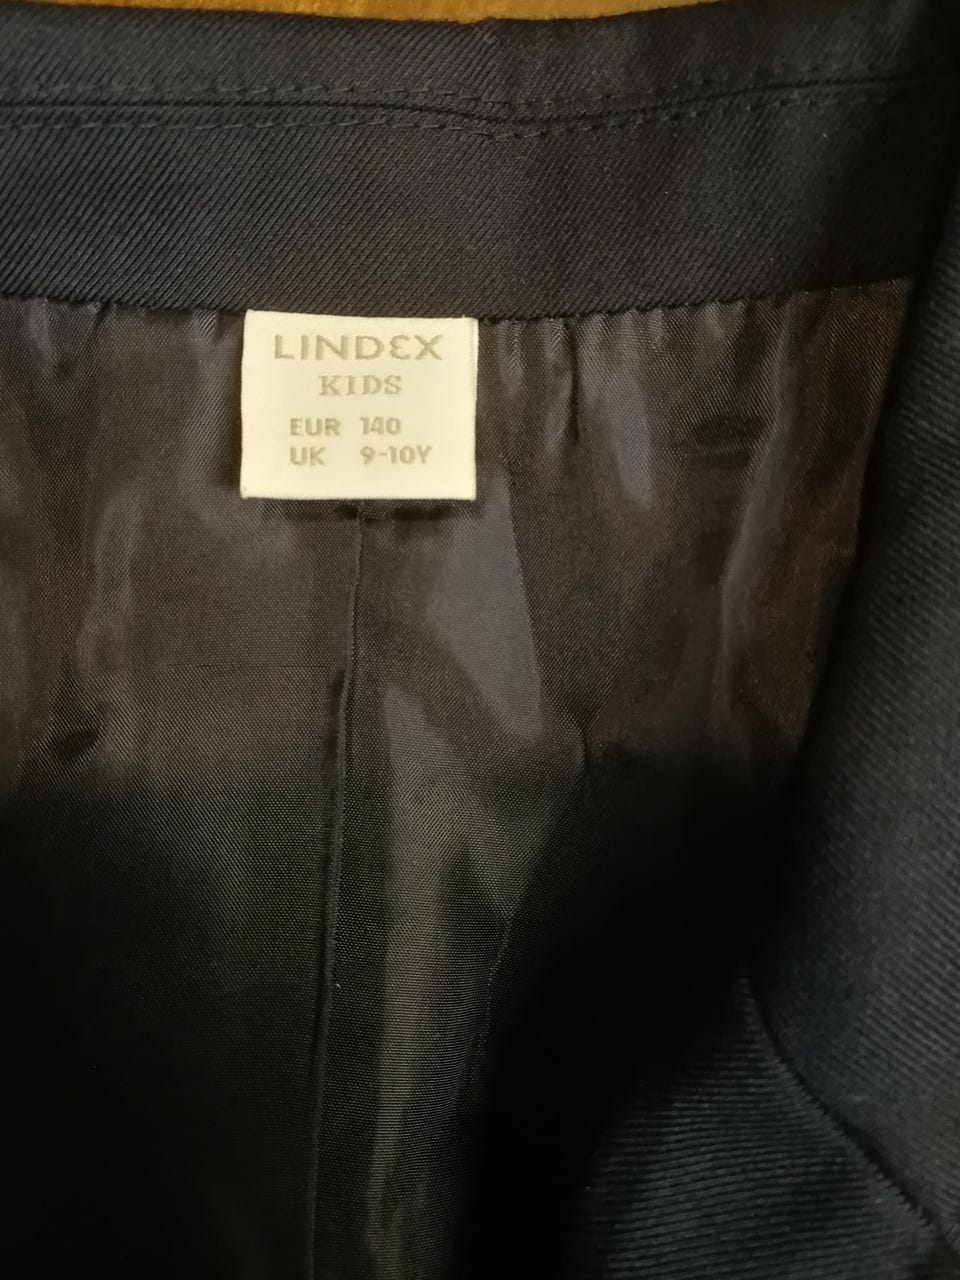 LINDEX
KIDS
EUR 140
UK 9-10Y